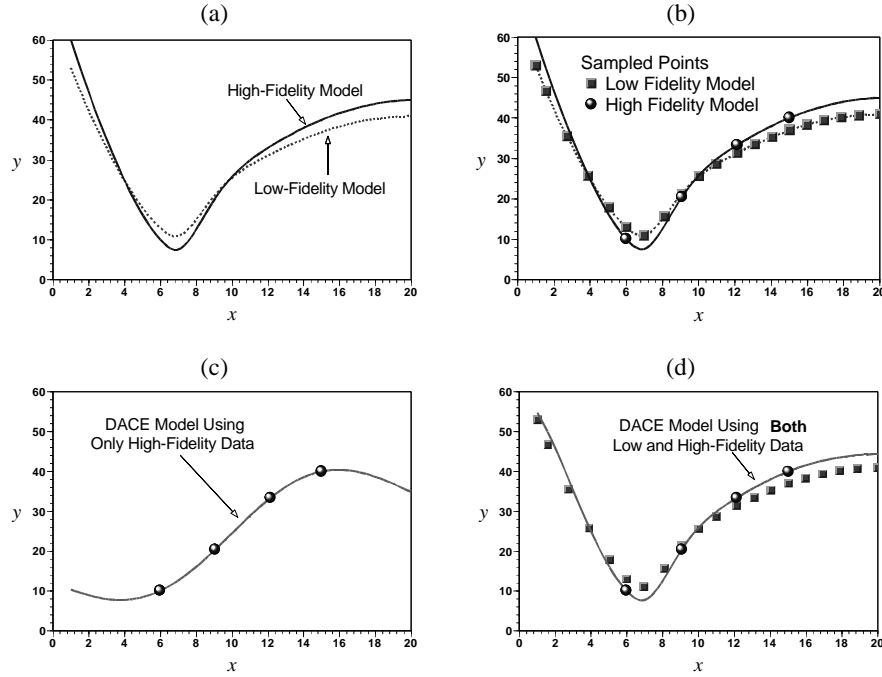 (a)
60
50
40
30
20
10
0
y
High-Fidelity Model
Low-Fidelity Model
0 2 4 6 8 10 12 14 16 18 20
x
(b)
60
50
40
30
20
10
0
y
Sampled Points
Low Fidelity Model
High Fidelity Model
0 2 4 6 8 10 12 14 16 18 20
x
(c)
60
50
40
30
20
10
0
y
DACE Model Using
Only High-Fidelity Data
0 2 4 6 8 10 12 14 16 18 20
x
(d)
60
50
40
30
20
10
0
y
DACE Model Using Both
Low and High-Fidelity Data
0 2 4 6 8 10 12 14 16 18 20
x